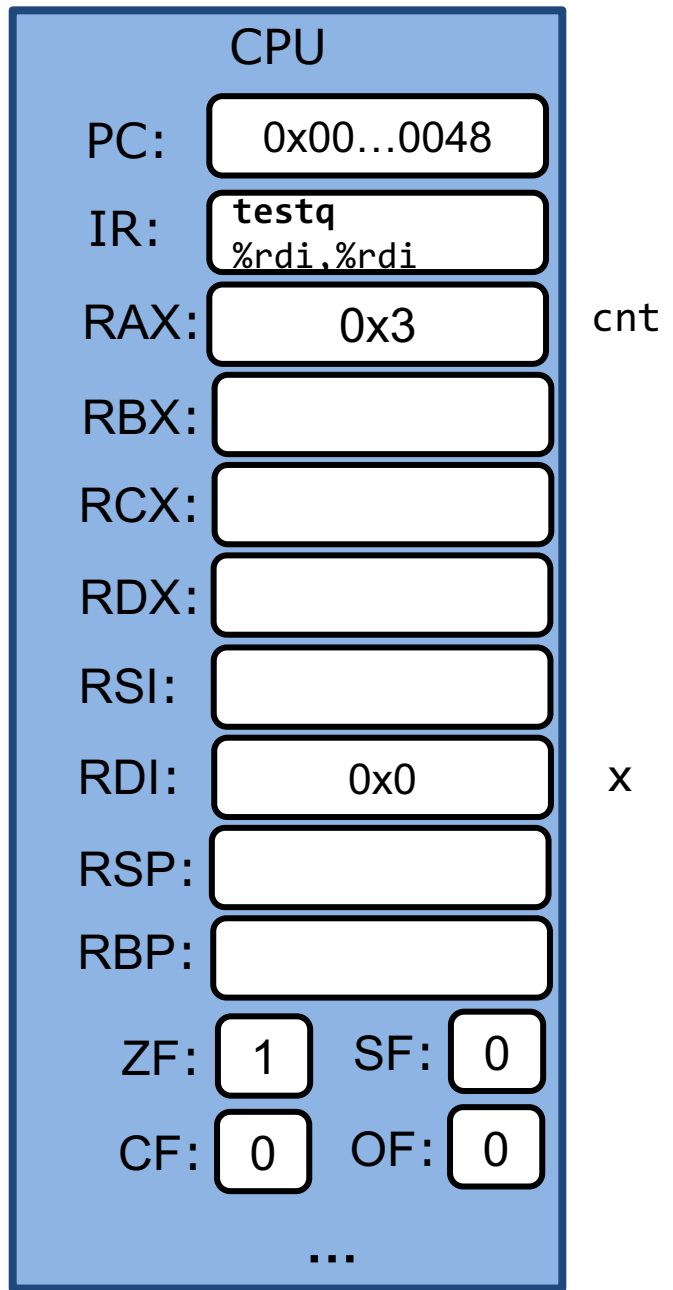 CPU
PC: 0x00...0048
IR: testq
%rdi,%rdi
RAX: 0x3 cnt
RBX:
RCX:
RDX:
RSI:
RDI: 0x0 x
RSP:
RBP:
ZF: 1 SF: 0
CF: 0 OF: 0
...